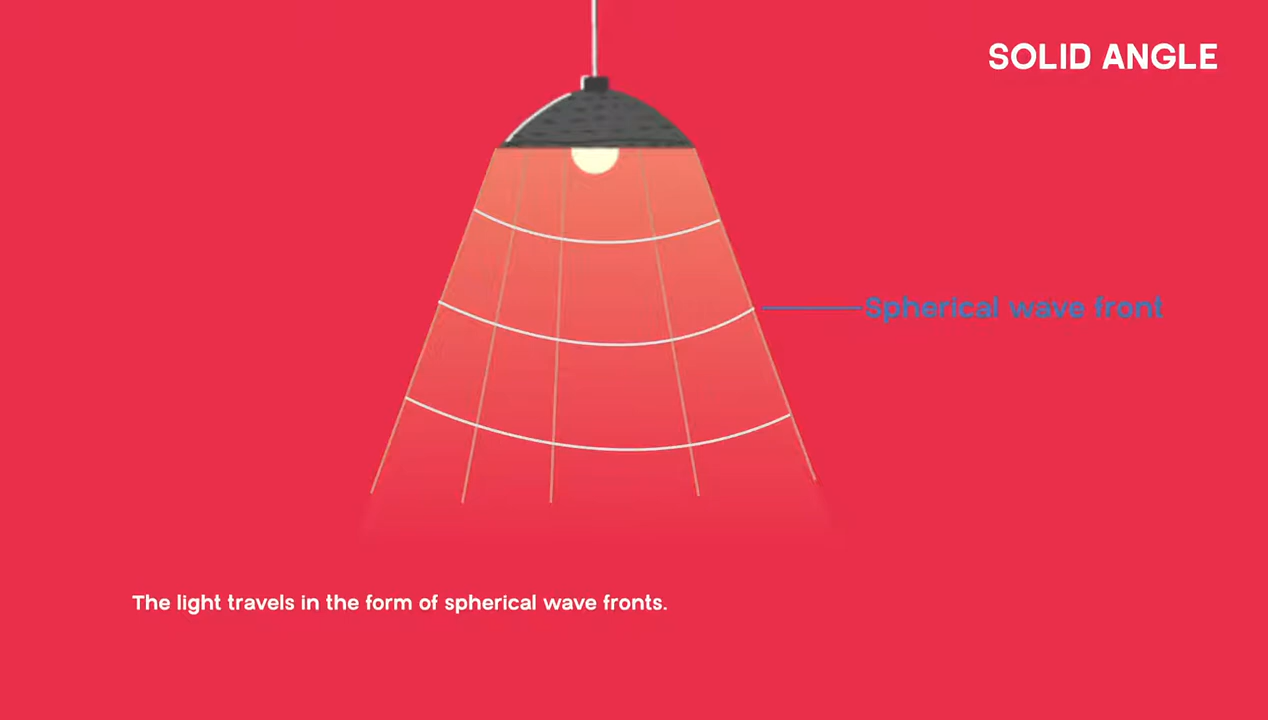 SOLID ANGLE
Spherical wave front
The light travels in the form of spherical wave fronts.